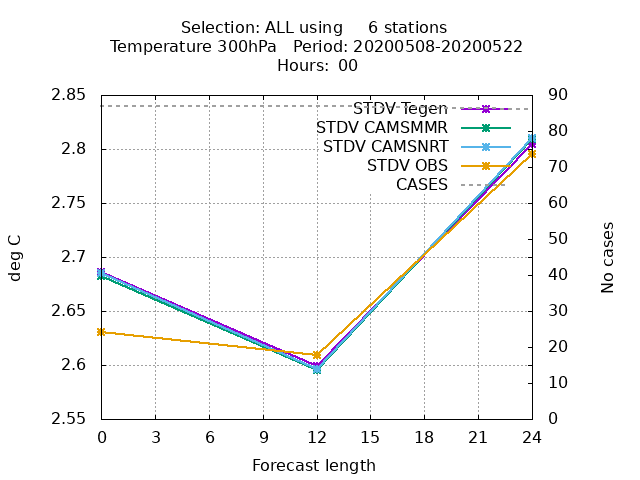 Selection: ALL using     6 stations
Temperature 300hPa   Period: 20200508-20200522
Hours:  00
2.85
2.8
2.75
2.7
2.65
2.6
2.55
deg C
90
80
70
60
50
40
30
20
10
0
No cases
STDV Tegen
STDV CAMSMMR
STDV CAMSNRT
STDV OBS
CASES
0 3 6 9 12 15 18 21 24
Forecast length